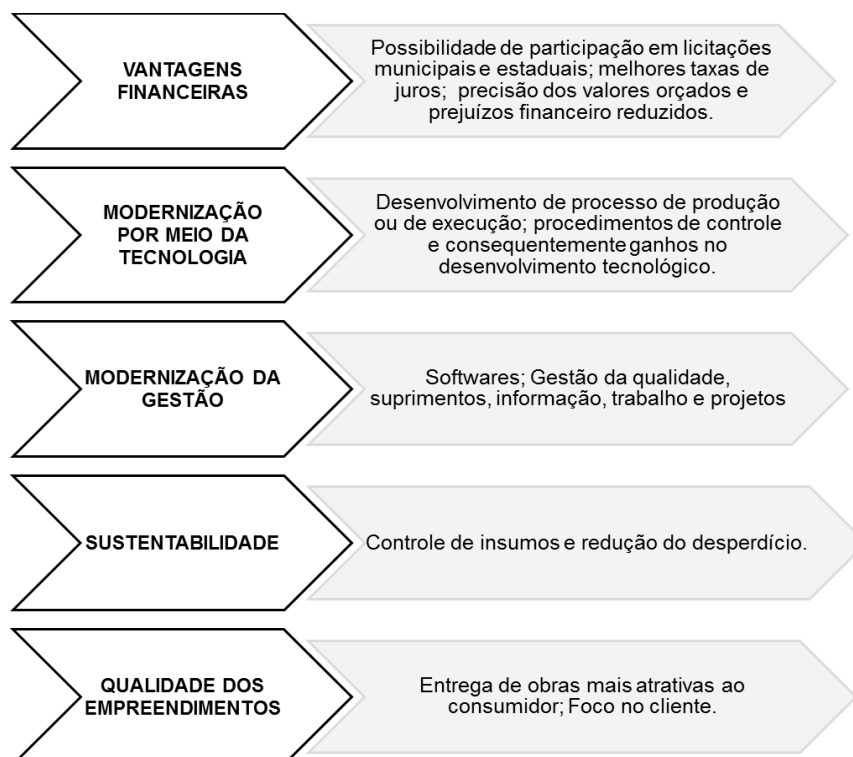 VANTAGENS
FINANCEIRAS
Possibilidade de participação em licitações
municipais e estaduais; melhores taxas de
juros; precisão dos valores orçados e
prejuízos financeiro reduzidos.
MODERNIZAÇÃO
POR MEIO DA
TECNOLOGIA
Desenvolvimento de processo de produção
ou de execução; procedimentos de controle
e consequentemente ganhos no
desenvolvimento tecnológico.
MODERNIZAÇÃO DA
GESTÃO
Softwares; Gestão da qualidade,
suprimentos, informação, trabalho e projetos
SUSTENTABILIDADE
Controle de insumos e redução do desperdício.
QUALIDADE DOS
EMPREENDIMENTOS
Entrega de obras mais atrativas ao
consumidor; Foco no cliente.